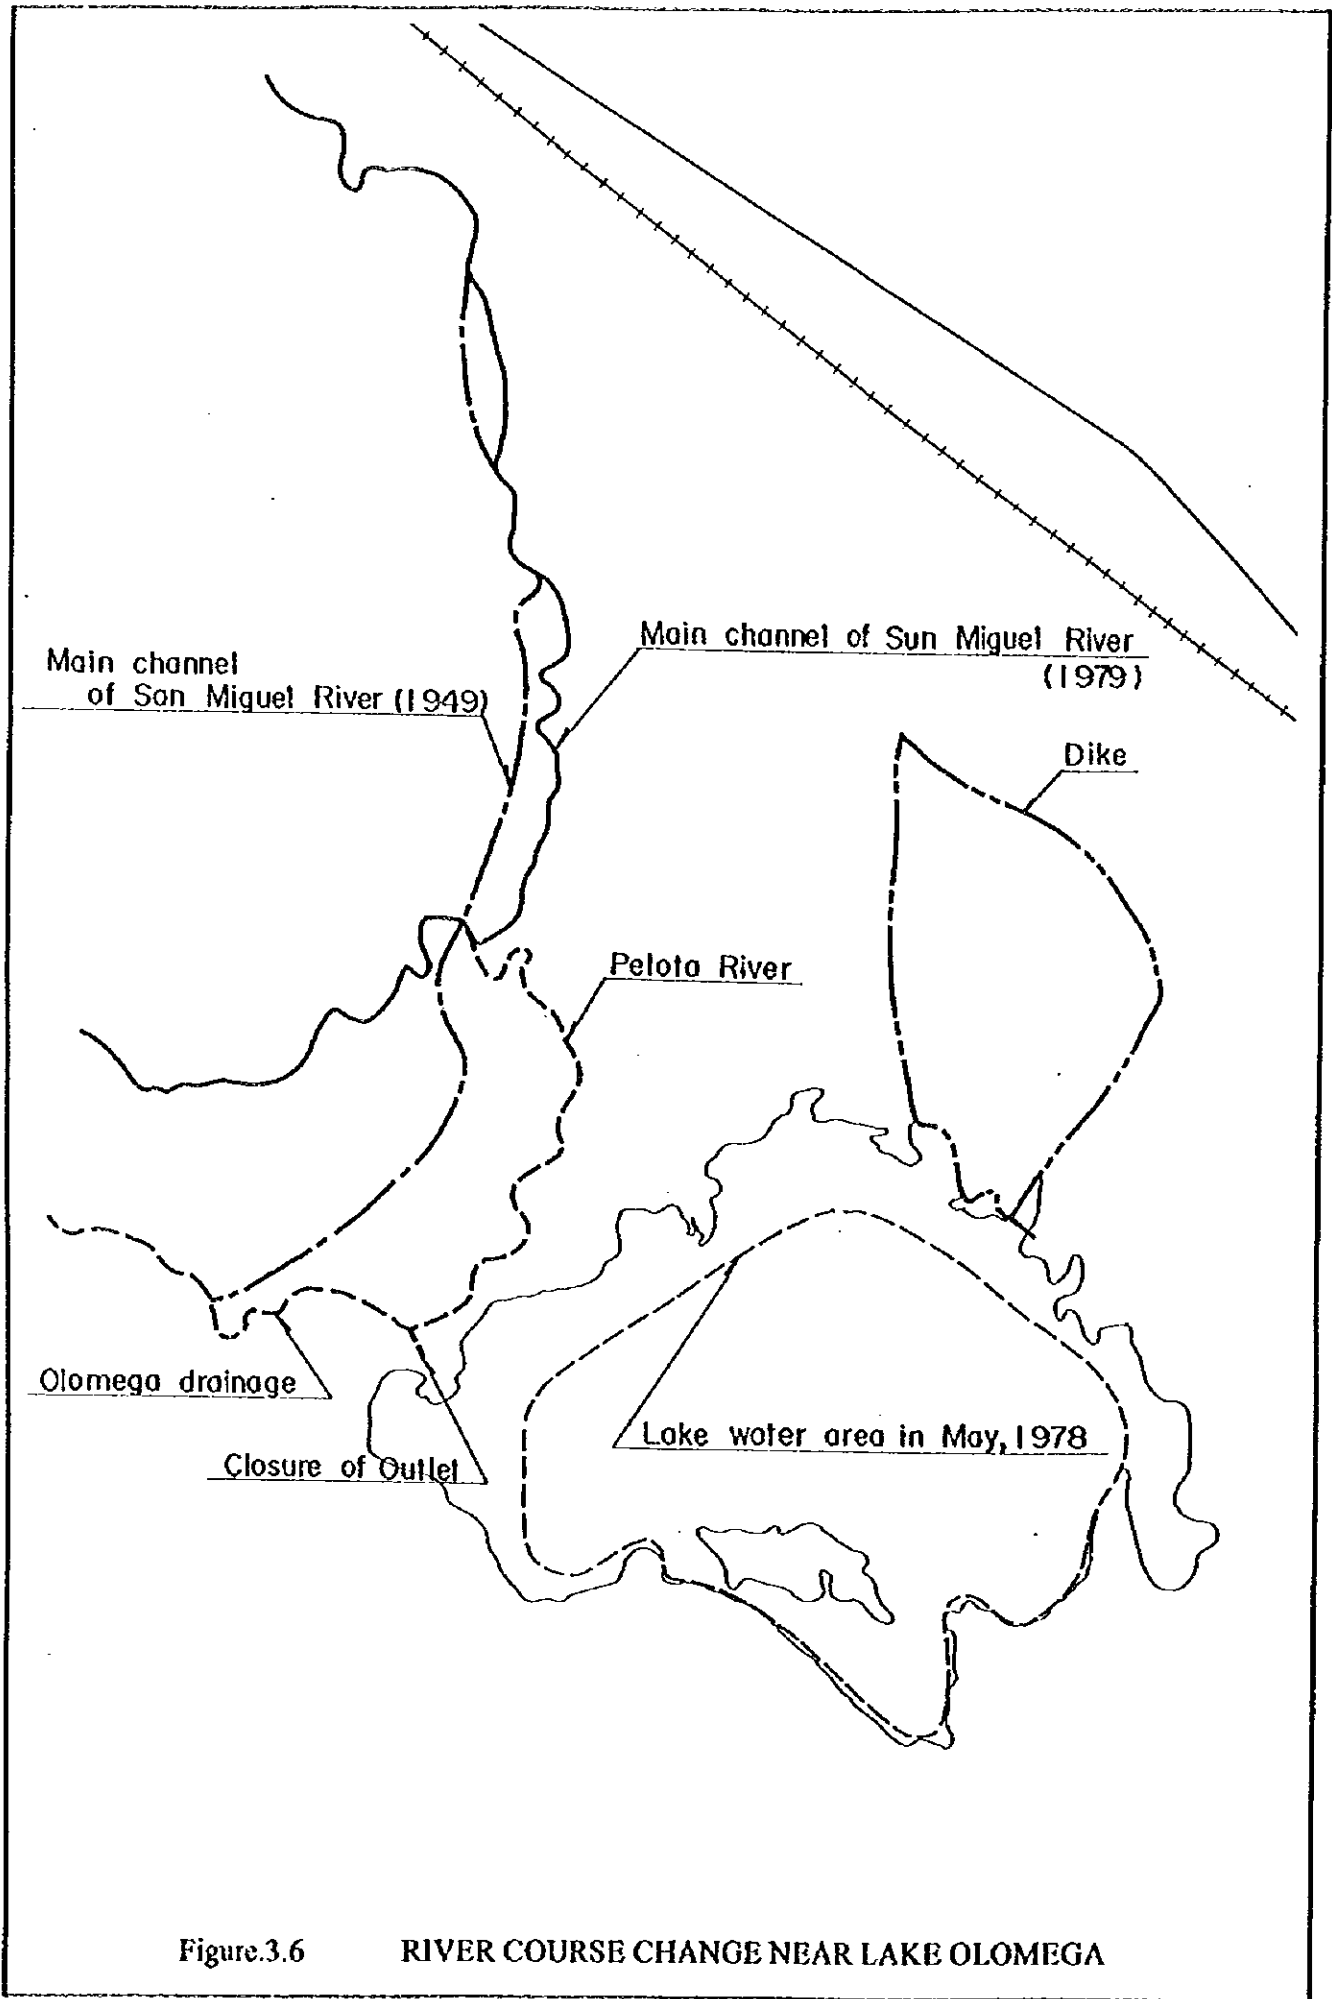 Main channel
of San Miguel River (1949)
Main channel of Sun Miguel River
(1979)
Dike
Pelota River
Olomega drainage
Closure of Outlet
Lake water area in May, 1978
Figure.3.6 RIVER COURSE CHANGE NEAR LAKE OLOMEGA